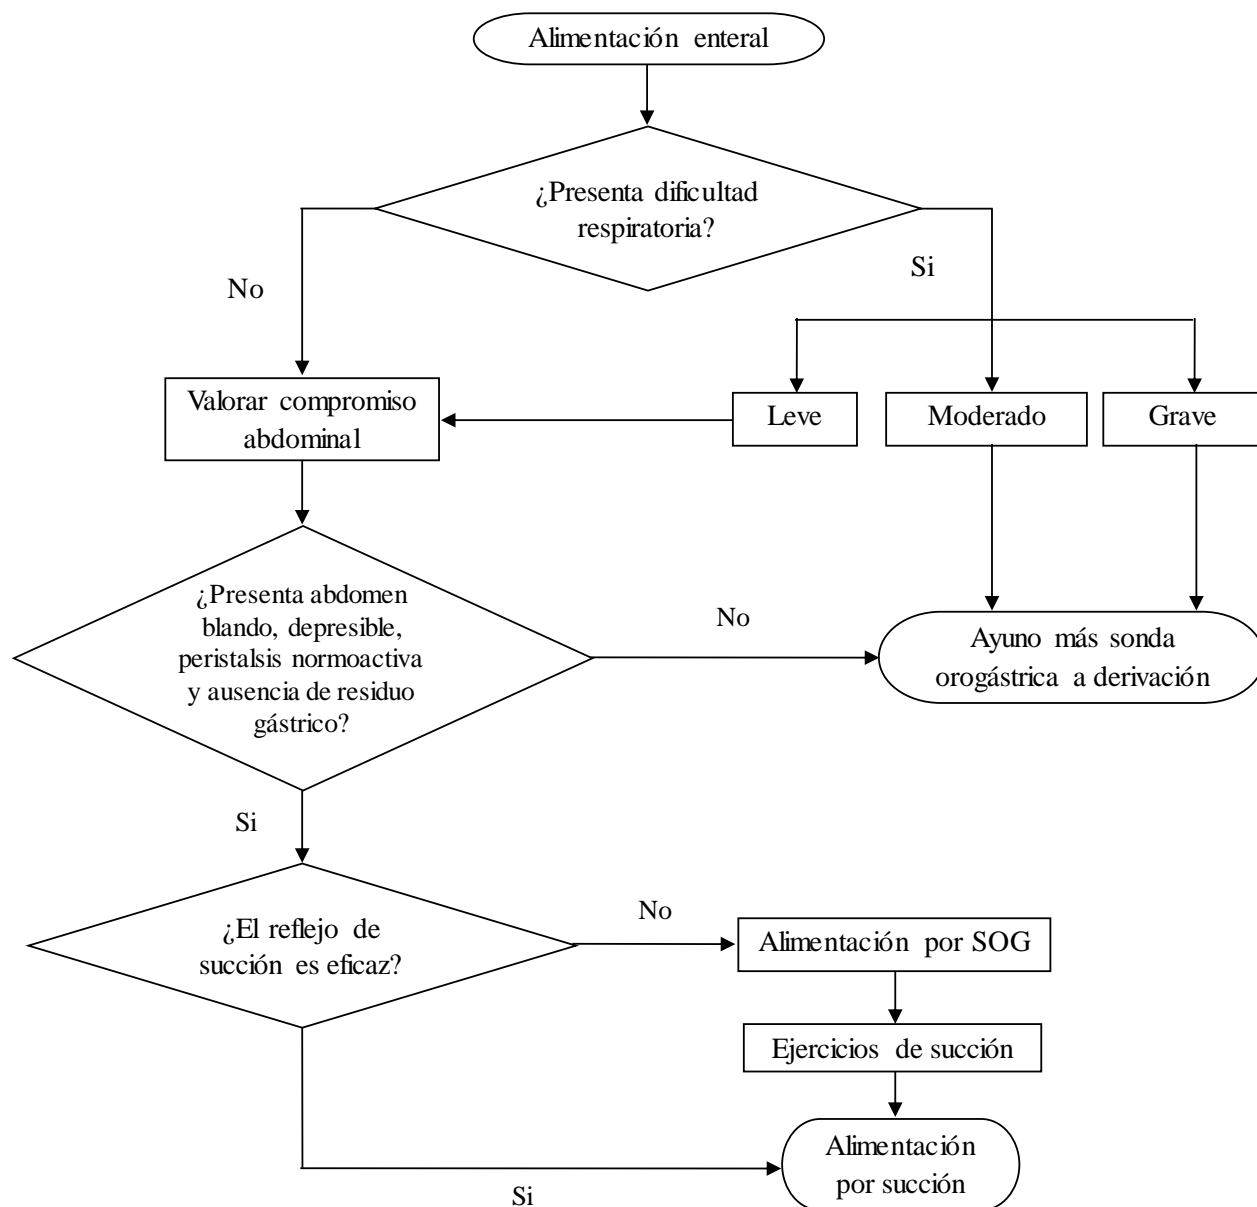 Alimentación enteral
¿Presenta dificultad
respiratoria?
No
Si
Valorar compromiso
abdominal
Leve
Moderado
Grave
¿Presenta abdomen
blando, depresible,
peristalsis normoactiva
y ausencia de residuo
gástrico?
No
Ayuno más sonda
orogástrica a derivación
Si
¿El reflejo de
succión es eficaz?
No
Alimentación por SOG
Ejercicios de succión
Alimentación
por succión
Si